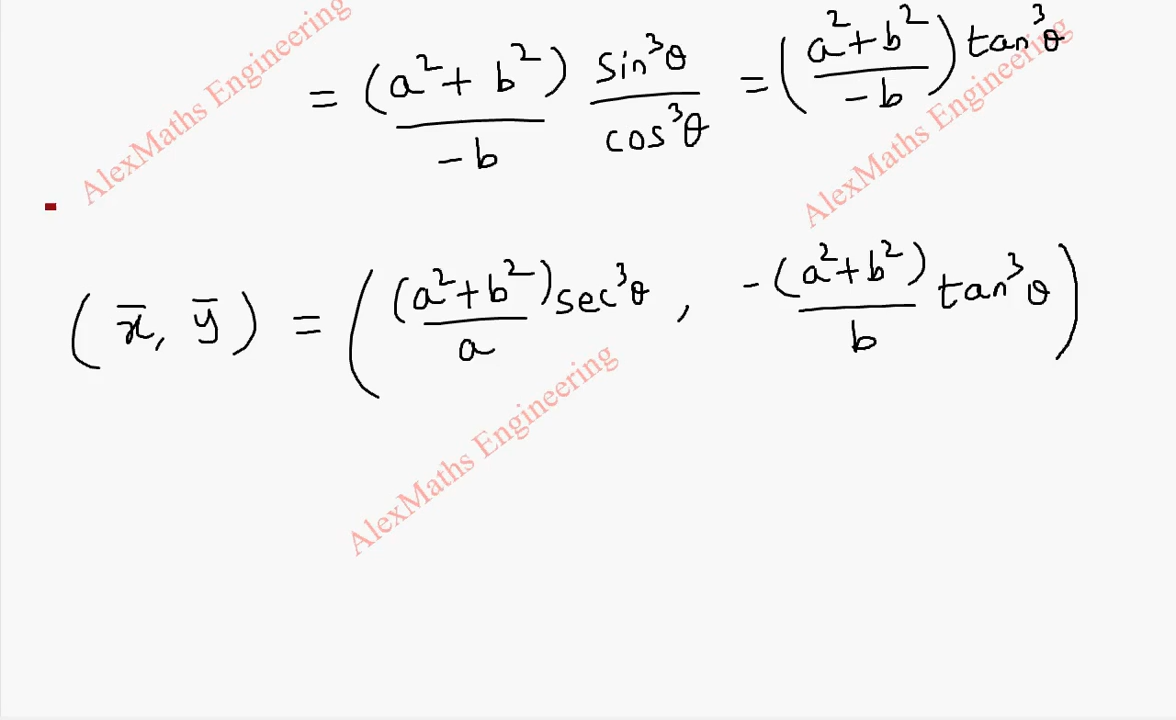 = (a² + b²)/-b sin³θ/cos³θ = ((a²+b²)/-b) tan³θ
(x̄, ȳ) = ((a²+b²)/a sec³θ, -(a²+b²)/b tan³θ)
AlexMaths Engineering
AlexMaths Engineering
AlexMaths Engineering